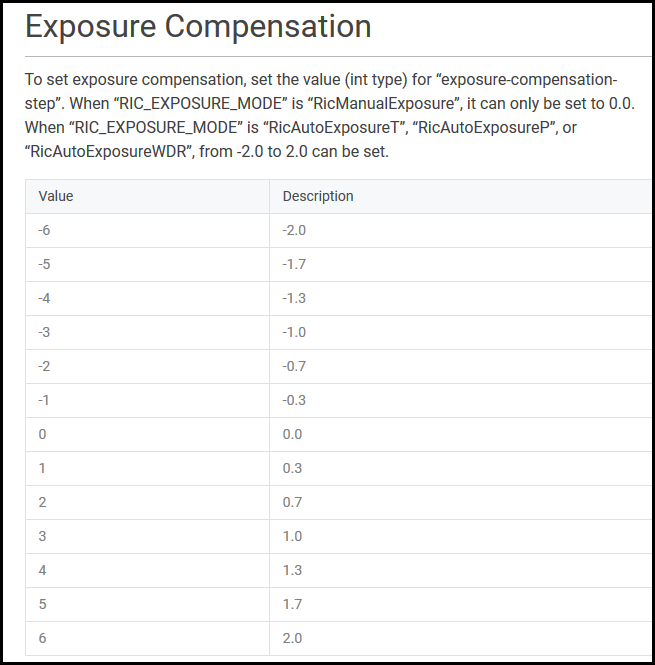 Exposure Compensation
To set exposure compensation, set the value (int type) for “exposure-compensation-
step”. When “RIC_EXPOSURE_MODE” is “RicManualExposure”, it can only be set to 0.0.
When “RIC_EXPOSURE_MODE” is “RicAutoExposureT”, “RicAutoExposureP”, or
“RicAutoExposureWDR”, from -2.0 to 2.0 can be set.
Value Description
-6 -2.0
-5 -1.7
-4 -1.3
-3 -1.0
-2 -0.7
-1 -0.3
0 0.0
1 0.3
2 0.7
3 1.0
4 1.3
5 1.7
6 2.0